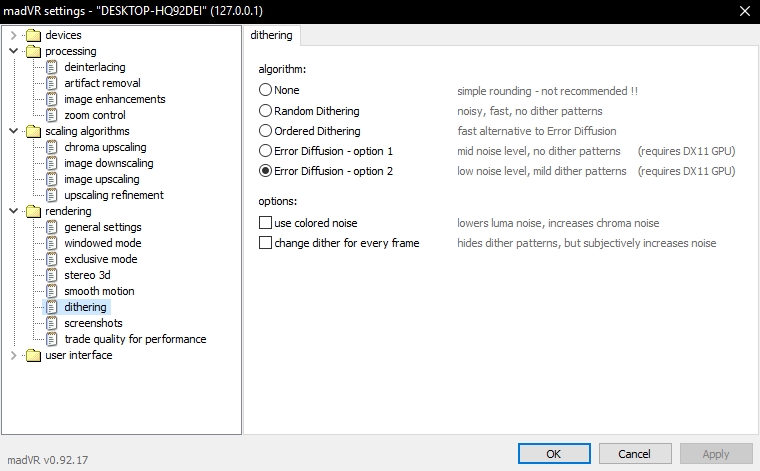 madVR settings - "DESKTOP-HQ92DEI" (127.0.0.1)
devices
processing
deinterlacing
artifact removal
image enhancements
zoom control
scaling algorithms
chroma upscaling
image downscaling
image upscaling
upscaling refinement
rendering
general settings
windowed mode
exclusive mode
stereo 3d
smooth motion
dithering
screenshots
trade quality for performance
user interface
dithering
algorithm:
None simple rounding - not recommended !!
Random Dithering noisy, fast, no dither patterns
Ordered Dithering fast alternative to Error Diffusion
Error Diffusion - option 1 mid noise level, no dither patterns (requires DX11 GPU)
Error Diffusion - option 2 low noise level, mild dither patterns (requires DX11 GPU)
options:
use colored noise lowers luma noise, increases chroma noise
change dither for every frame hides dither patterns, but subjectively increases noise
madVR v0.92.17
OK Cancel Apply